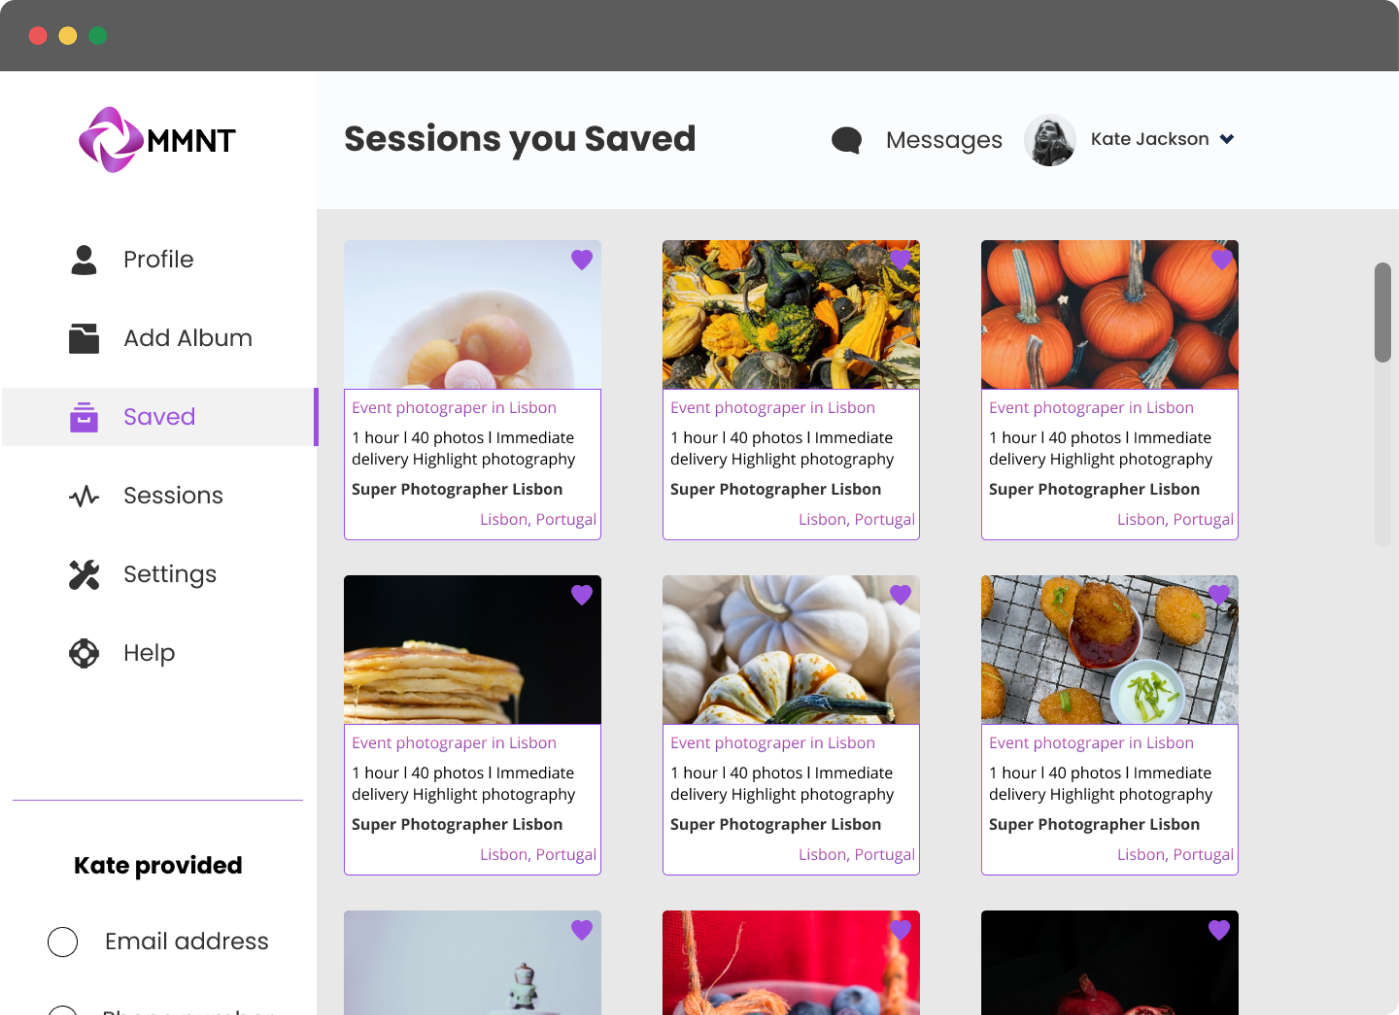 MMNT
Sessions you Saved
Messages
Kate Jackson
Profile
Add Album
Saved
Sessions
Settings
Help
Kate provided
Email address
Phone number
Event photograper in Lisbon
1 hour l 40 photos l Immediate
delivery Highlight photography
Super Photographer Lisbon
Lisbon, Portugal
Event photograper in Lisbon
1 hour l 40 photos l Immediate
delivery Highlight photography
Super Photographer Lisbon
Lisbon, Portugal
Event photograper in Lisbon
1 hour l 40 photos l Immediate
delivery Highlight photography
Super Photographer Lisbon
Lisbon, Portugal
Event photograper in Lisbon
1 hour l 40 photos l Immediate
delivery Highlight photography
Super Photographer Lisbon
Lisbon, Portugal
Event photograper in Lisbon
1 hour l 40 photos l Immediate
delivery Highlight photography
Super Photographer Lisbon
Lisbon, Portugal
Event photograper in Lisbon
1 hour l 40 photos l Immediate
delivery Highlight photography
Super Photographer Lisbon
Lisbon, Portugal